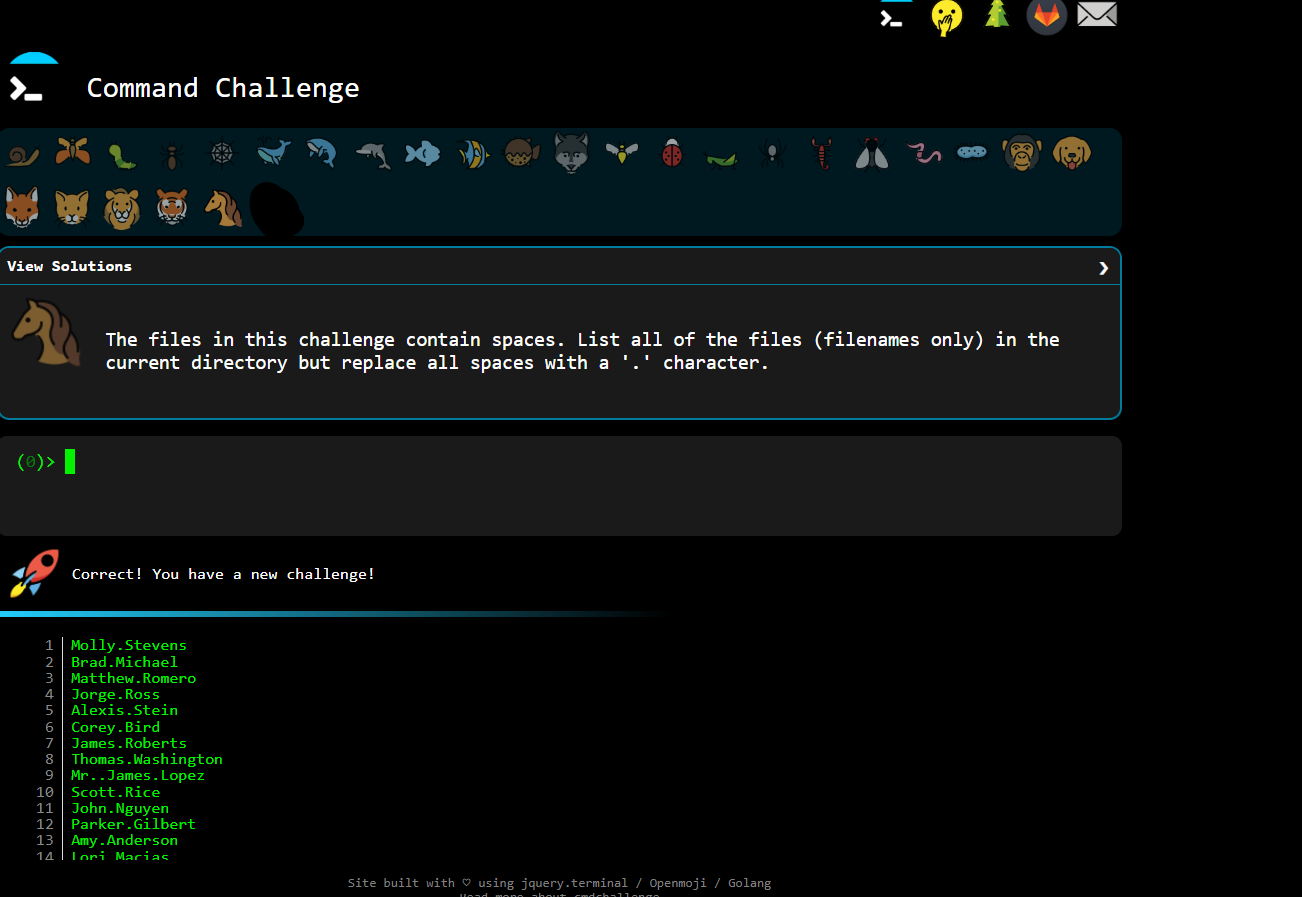 Command Challenge
View Solutions
The files in this challenge contain spaces. List all of the files (filenames only) in the
current directory but replace all spaces with a '.' character.
(0)>
Correct! You have a new challenge!
1 Molly.Stevens
2 Brad.Michael
3 Matthew.Romero
4 Jorge.Ross
5 Alexis.Stein
6 Corey.Bird
7 James.Roberts
8 Thomas.Washington
9 Mr..James.Lopez
10 Scott.Rice
11 John.Nguyen
12 Parker.Gilbert
13 Amy.Anderson
14 Lori.Macias
Site built with ♡ using jquery.terminal / Openmoji / Golang
Read more about cmdchallenge